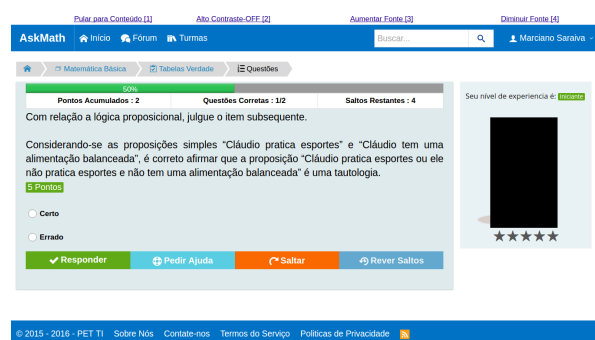 Pular para Conteúdo [1] Alto Contraste-OFF [2] Aumentar Fonte [3] Diminuir Fonte [4]
AskMath Início Fórum Turmas Buscar... Marciano Saraiva
Matemática Básica Tabelas Verdade Questões
50%
Pontos Acumulados : 2 Questões Corretas : 1/2 Saltos Restantes : 4
Seu nível de experiencia é: Iniciante
Com relação a lógica proposicional, julgue o item subsequente.
Considerando-se as proposições simples “Cláudio pratica esportes” e “Cláudio tem uma
alimentação balanceada”, é correto afirmar que a proposição “Cláudio pratica esportes ou ele
não pratica esportes e não tem uma alimentação balanceada” é uma tautologia.
5 Pontos
Certo
Errado
Responder Pedir Ajuda Saltar Rever Saltos
© 2015 - 2016 - PET TI Sobre Nós Contate-nos Termos do Serviço Politicas de Privacidade